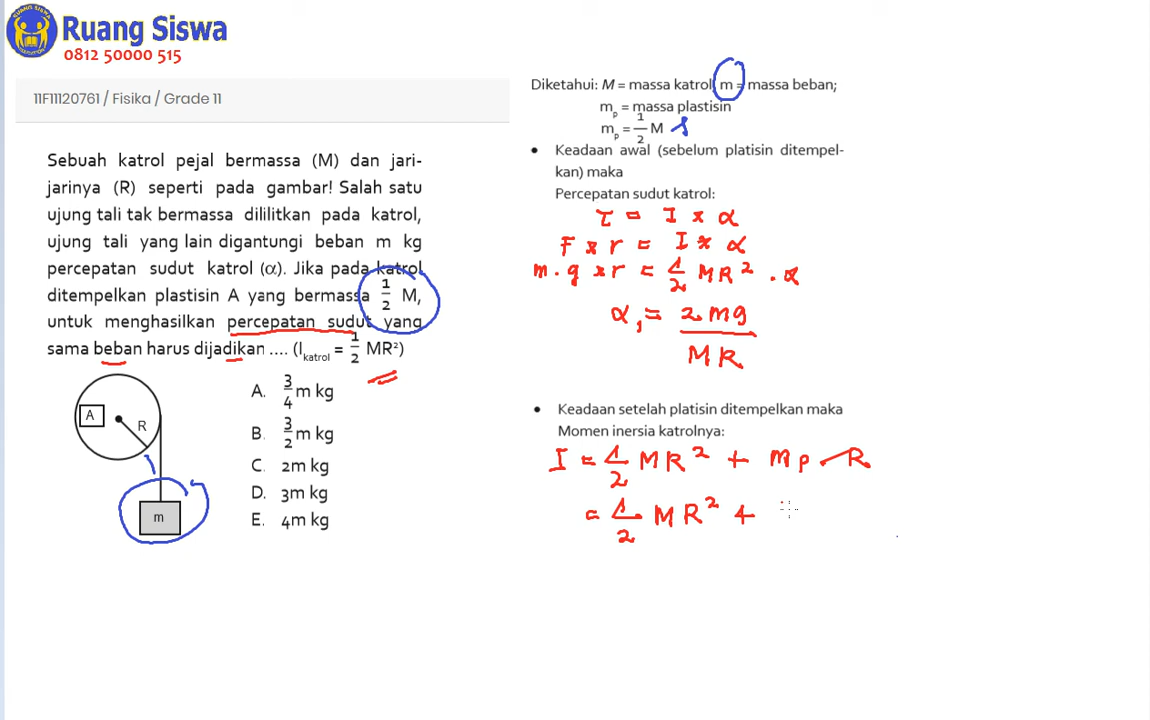 Ruang Siswa
0812 50000 515
11F11120761 / Fisika / Grade 11
Sebuah katrol pejal bermassa (M) dan jari-
jarinya (R) seperti pada gambar! Salah satu
ujung tali tak bermassa dililitkan pada katrol,
ujung tali yang lain digantungi beban m kg
percepatan sudut katrol (α). Jika pada katrol
ditempelkan plastisin A yang bermassa 1/2 M,
untuk menghasilkan percepatan sudut yang
sama beban harus dijadikan .... (I katrol = 1/2 MR²)
A
R
m
A. 3/4 m kg
B. 3/2 m kg
C. 2m kg
D. 3m kg
E. 4m kg
Diketahui: M = massa katrol m = massa beban;
mp = massa plastisin
mp = 1/2 M
• Keadaan awal (sebelum platisin ditempel-
kan) maka
Percepatan sudut katrol:
τ = I × α
F × r = I × α
m . g × r = 1/2 MR² . α
α₁ = 2mg / MR
• Keadaan setelah platisin ditempelkan maka
Momen inersia katrolnya:
I = 1/2 MR² + mp R
= 1/2 MR² +